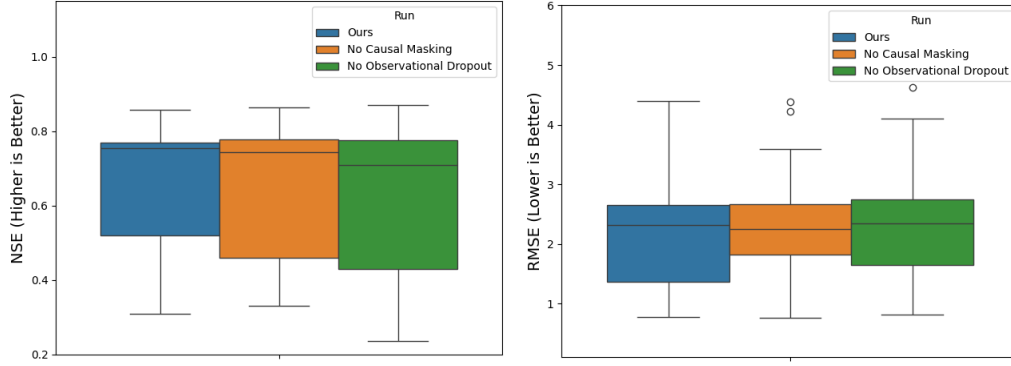 NSE (Higher is Better)
1.0
0.8
0.6
0.4
0.2
Run
Ours
No Causal Masking
No Observational Dropout
RMSE (Lower is Better)
6
5
4
3
2
1
Run
Ours
No Causal Masking
No Observational Dropout